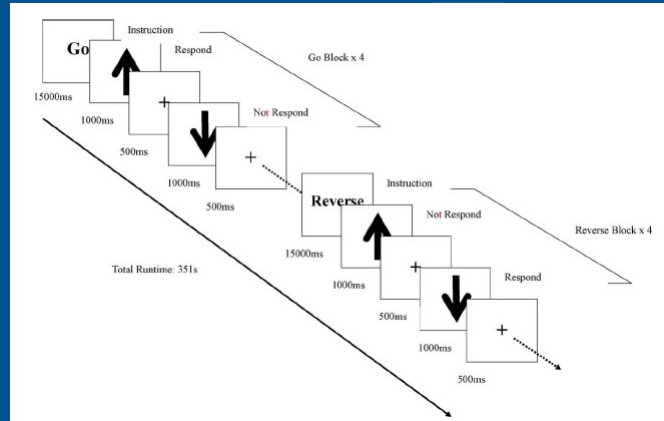 Instruction
Go
Respond
Go Block x 4
15000ms
1000ms
Not Respond
+
500ms
+
1000ms
500ms
Instruction
Reverse
Not Respond
Reverse Block x 4
15000ms
+
1000ms
Respond
Total Runtime: 351s
500ms
+
1000ms
500ms